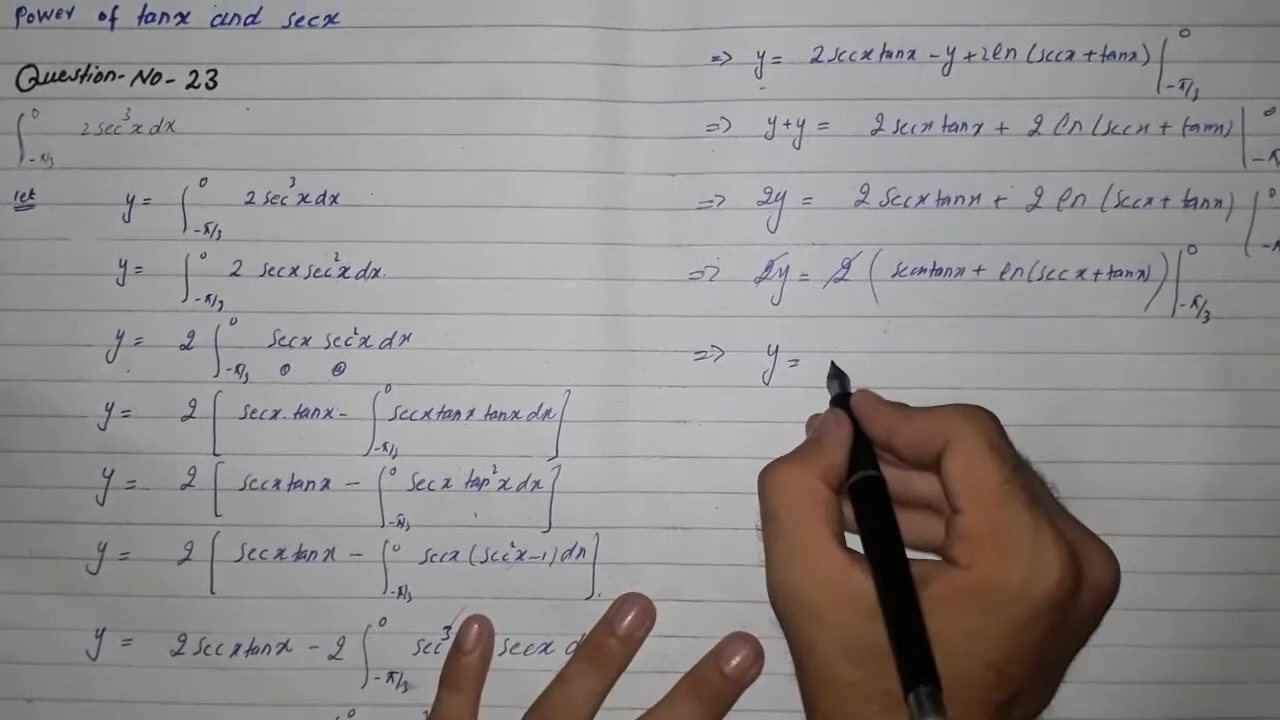 Power of tanx and secx
Question-No-23
∫_{-π/3}^{0} 2sec³x dx
let y = ∫_{-π/3}^{0} 2sec³x dx
y = ∫_{-π/3}^{0} 2 secx sec²x dx.
y = 2 ∫_{-π/3}^{0} secx sec²x dx
y = 2 [ secx.tanx - ∫_{-π/3}^{0} secxtanx tanx dx ]
y = 2 [ secxtanx - ∫_{-π/3}^{0} secx tan²x dx ]
y = 2 [ secxtanx - ∫_{-π/3}^{0} secx (sec²x-1) dx ].
y = 2secxtanx - 2 ∫_{-π/3}^{0} sec³ secx d
=> y = 2secxtanx - y + 2ln(secx+tanx) |_{-π/3}^{0}
=> y+y = 2secxtanx + 2ln(secx+tanx) |_{-π}^{0}
=> 2y = 2secxtanx + 2ln(secx+tanx) |_{-π}^{0}
=> 2y = 2 ( secxtanx + ln(secx+tanx) ) |_{-π/3}^{0}
=> y =